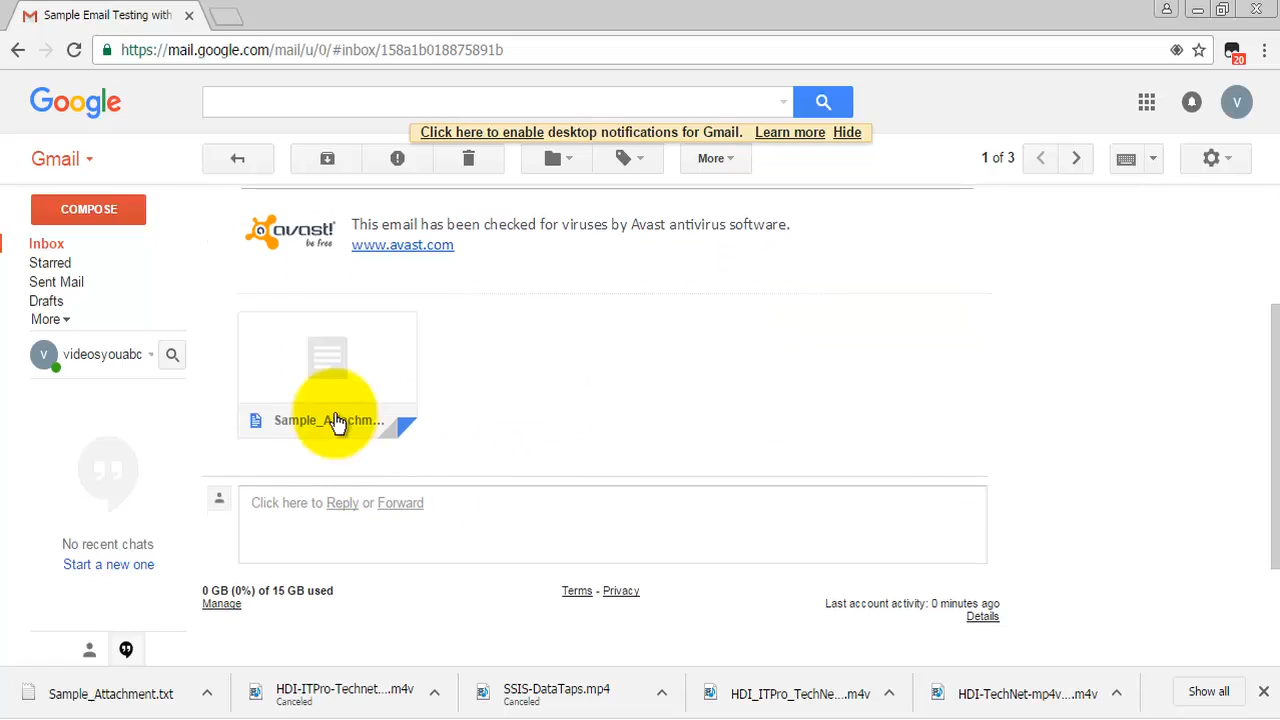 Sample Email Testing with
https://mail.google.com/mail/u/0/#inbox/158a1b018875891b
20
Google
V
Click here to enable desktop notifications for Gmail. Learn more Hide
Gmail
More
1 of 3
COMPOSE
Inbox
Starred
Sent Mail
Drafts
More
V videosyouabc
No recent chats
Start a new one
avast!
be free
This email has been checked for viruses by Avast antivirus software.
www.avast.com
Sample_Attachm...
Click here to Reply or Forward
0 GB (0%) of 15 GB used
Manage
Terms - Privacy
Last account activity: 0 minutes ago
Details
Sample_Attachment.txt
HDI-ITPro-Technet....m4v
Canceled
SSIS-DataTaps.mp4
Canceled
HDI_ITPro_TechNe....m4v
HDI-TechNet-mp4v....m4v
Show all